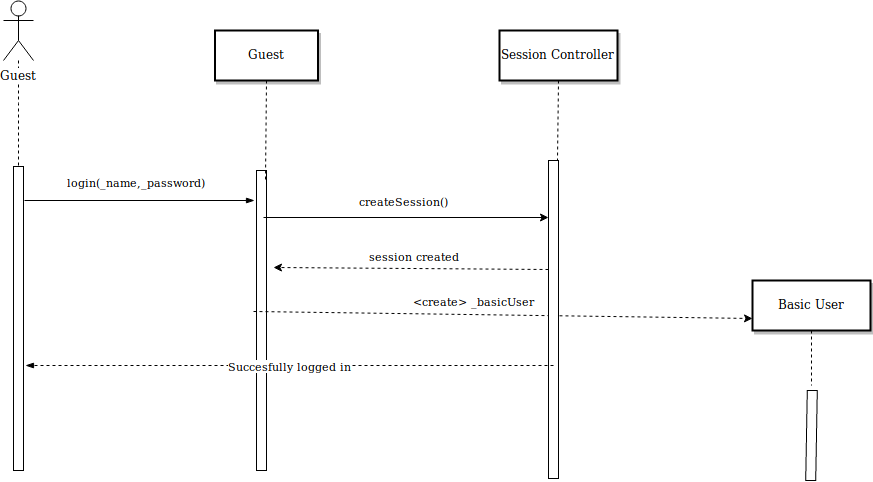 Guest
Guest
Session Controller
login(_name,_password)
createSession()
session created
<create> _basicUser
Basic User
Succesfully logged in